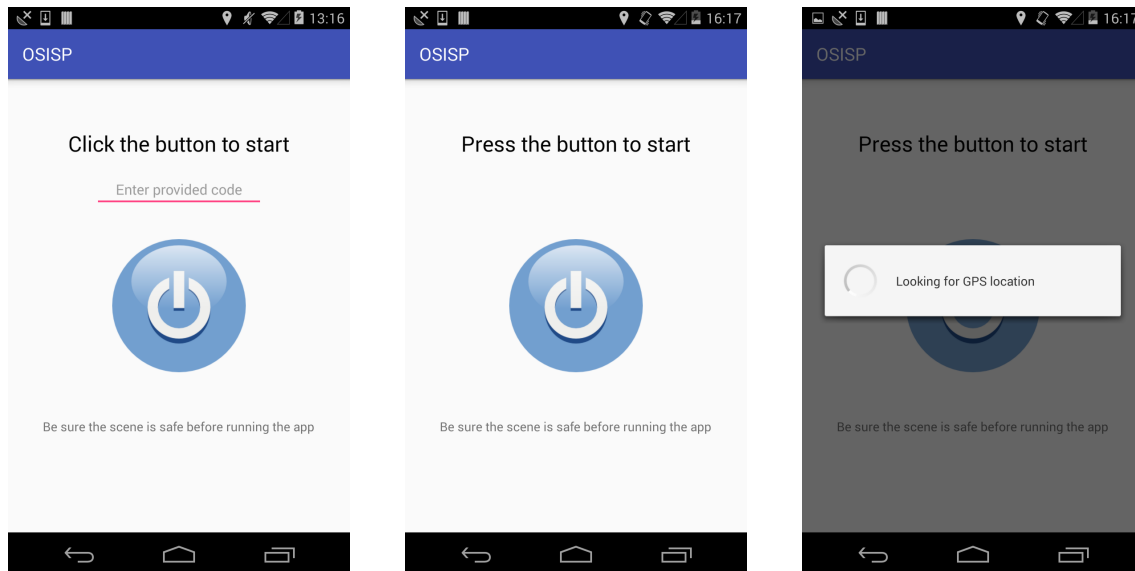 13:16
OSISP
Click the button to start
Enter provided code
Be sure the scene is safe before running the app
16:17
OSISP
Press the button to start
Be sure the scene is safe before running the app
16:17
OSISP
Press the button to start
Looking for GPS location
Be sure the scene is safe before running the app